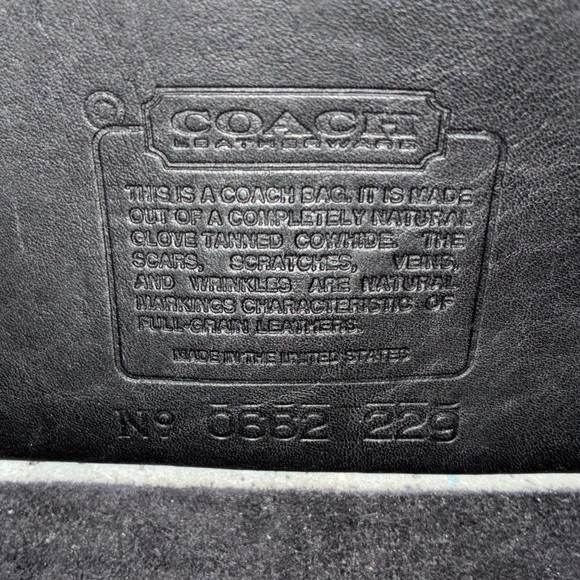 COACH
LEATHERWARE
THIS IS A COACH BAG. IT IS MADE
OUT OF A COMPLETELY NATURAL
GLOVE TANNED COWHIDE. THE
SCARS, SCRATCHES, VEINS,
AND WRINKLES ARE NATURAL
MARKINGS CHARACTERISTIC OF
FULL-GRAIN LEATHERS.
MADE IN THE UNITED STATES
Nº 0662 229